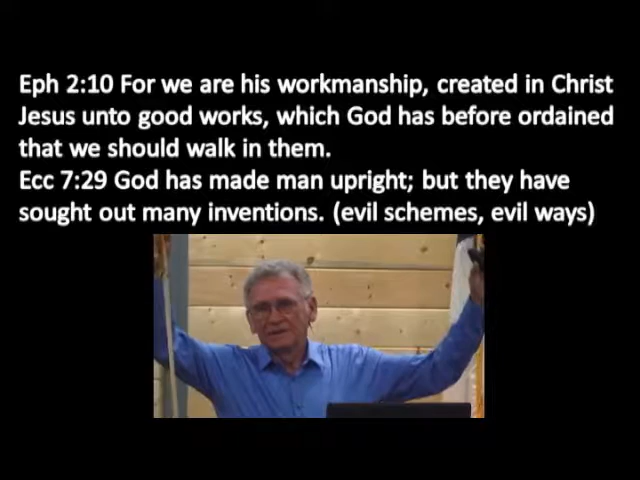 Eph 2:10 For we are his workmanship, created in Christ
Jesus unto good works, which God has before ordained
that we should walk in them.
Ecc 7:29 God has made man upright; but they have
sought out many inventions. (evil schemes, evil ways)